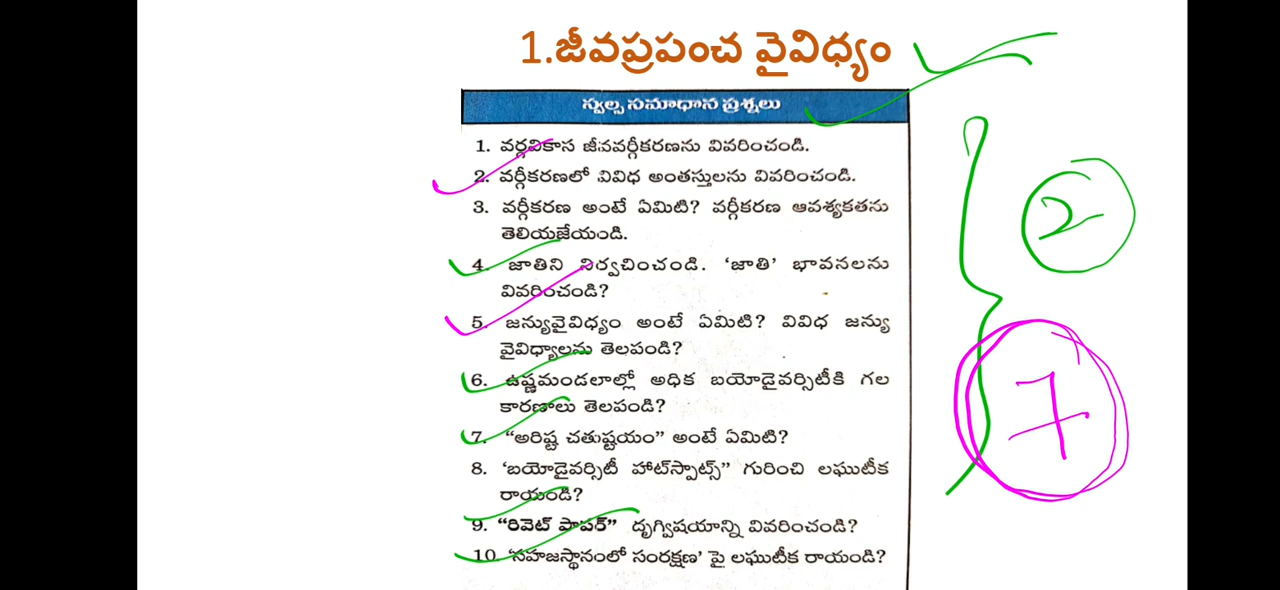 1.జీవప్రపంచ వైవిధ్యం
స్వల్ప సమాధాన ప్రశ్నలు
1. వర్గవికాస జీవవర్గీకరణను వివరించండి.
2. వర్గీకరణలో వివిధ అంతస్తులను వివరించండి.
3. వర్గీకరణ అంటే ఏమిటి? వర్గీకరణ ఆవశ్యకతను
తెలియజేయండి.
4. జాతిని నిర్వచించండి. 'జాతి' భావనలను
వివరించండి?
5. జన్యువైవిధ్యం అంటే ఏమిటి? వివిధ జన్యు
వైవిధ్యాలను తెలపండి?
6. ఉష్ణమండలాల్లో అధిక బయోడైవర్సిటీకి గల
కారణాలు తెలపండి?
7. "అరిష్ట చతుష్టయం" అంటే ఏమిటి?
8. 'బయోడైవర్సిటీ హాట్‌స్పాట్స్" గురించి లఘుటీక
రాయండి?
9. "రివెట్ పాపర్" దృగ్విషయాన్ని వివరించండి?
10. 'సహజస్థానంలో సంరక్షణ' పై లఘుటీక రాయండి?
2
7